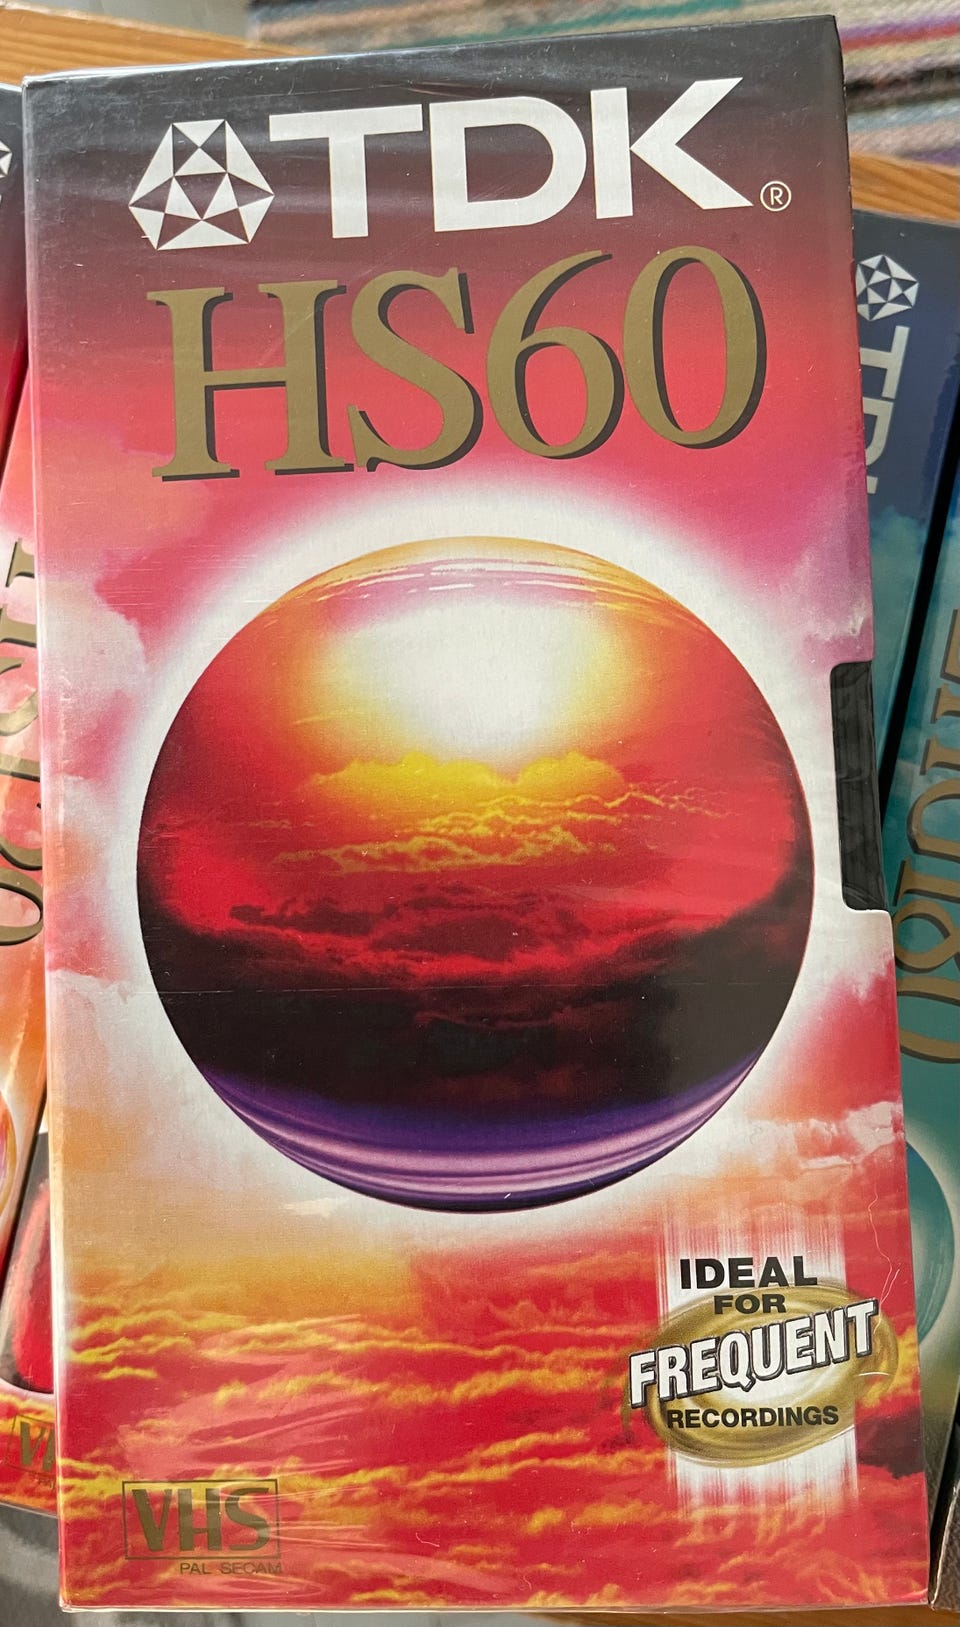 TDK®
HS60
IDEAL
FOR
FREQUENT
RECORDINGS
VHS
PAL SECAM